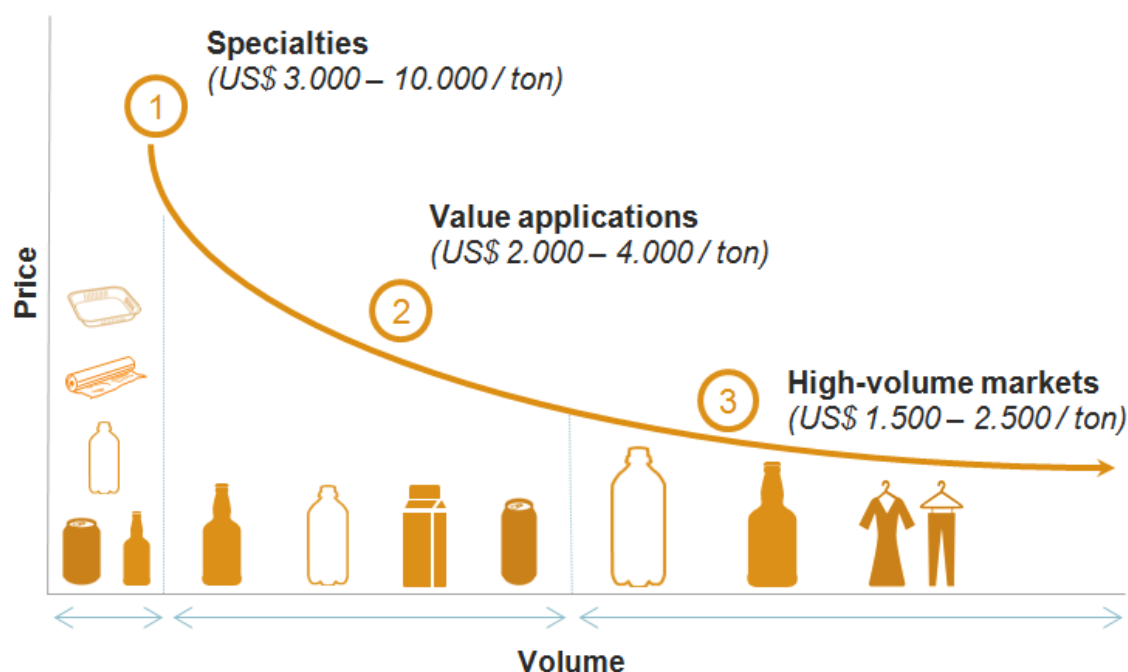 Specialties
(US$ 3.000 – 10.000 / ton)
1
Value applications
(US$ 2.000 – 4.000 / ton)
2
High-volume markets
(US$ 1.500 – 2.500 / ton)
3
Price
Volume